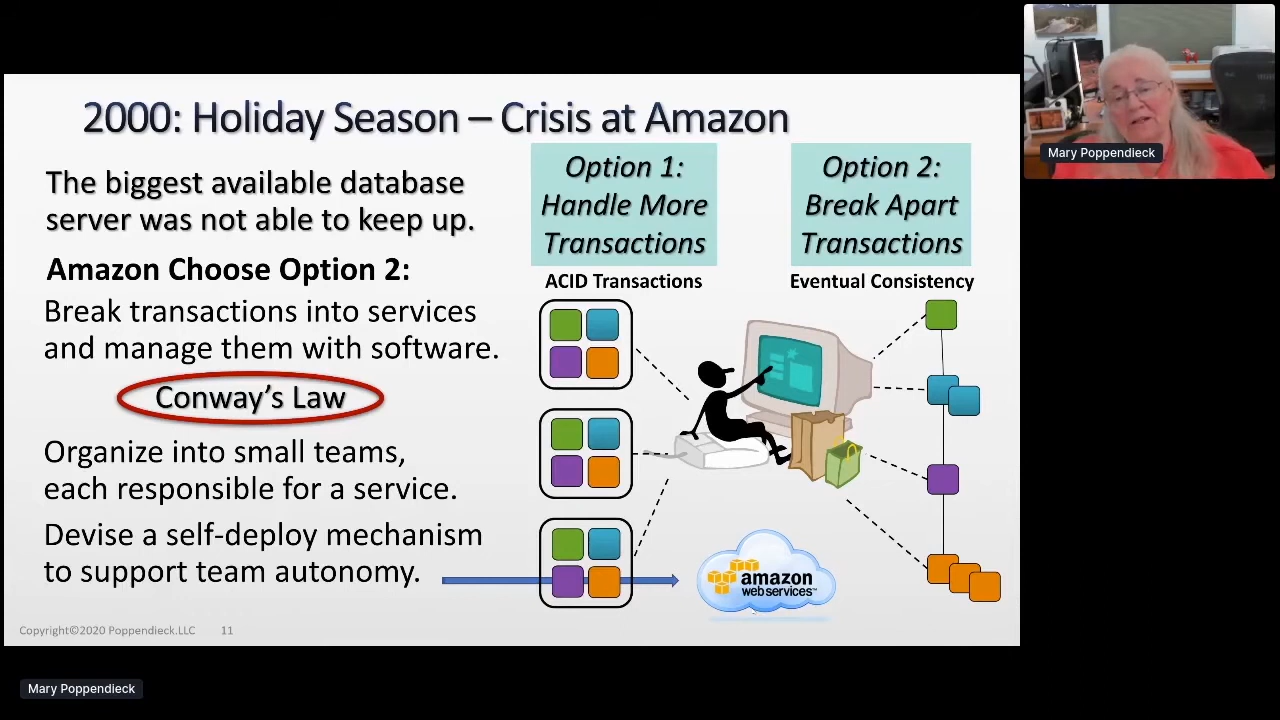 2000: Holiday Season – Crisis at Amazon
The biggest available database
server was not able to keep up.
Amazon Choose Option 2:
Break transactions into services
and manage them with software.
Conway's Law
Organize into small teams,
each responsible for a service.
Devise a self-deploy mechanism
to support team autonomy.
Option 1:
Handle More
Transactions
ACID Transactions
Option 2:
Break Apart
Transactions
Eventual Consistency
amazon
webservices™
Copyright©2020 Poppendieck.LLC 11
Mary Poppendieck
Mary Poppendieck